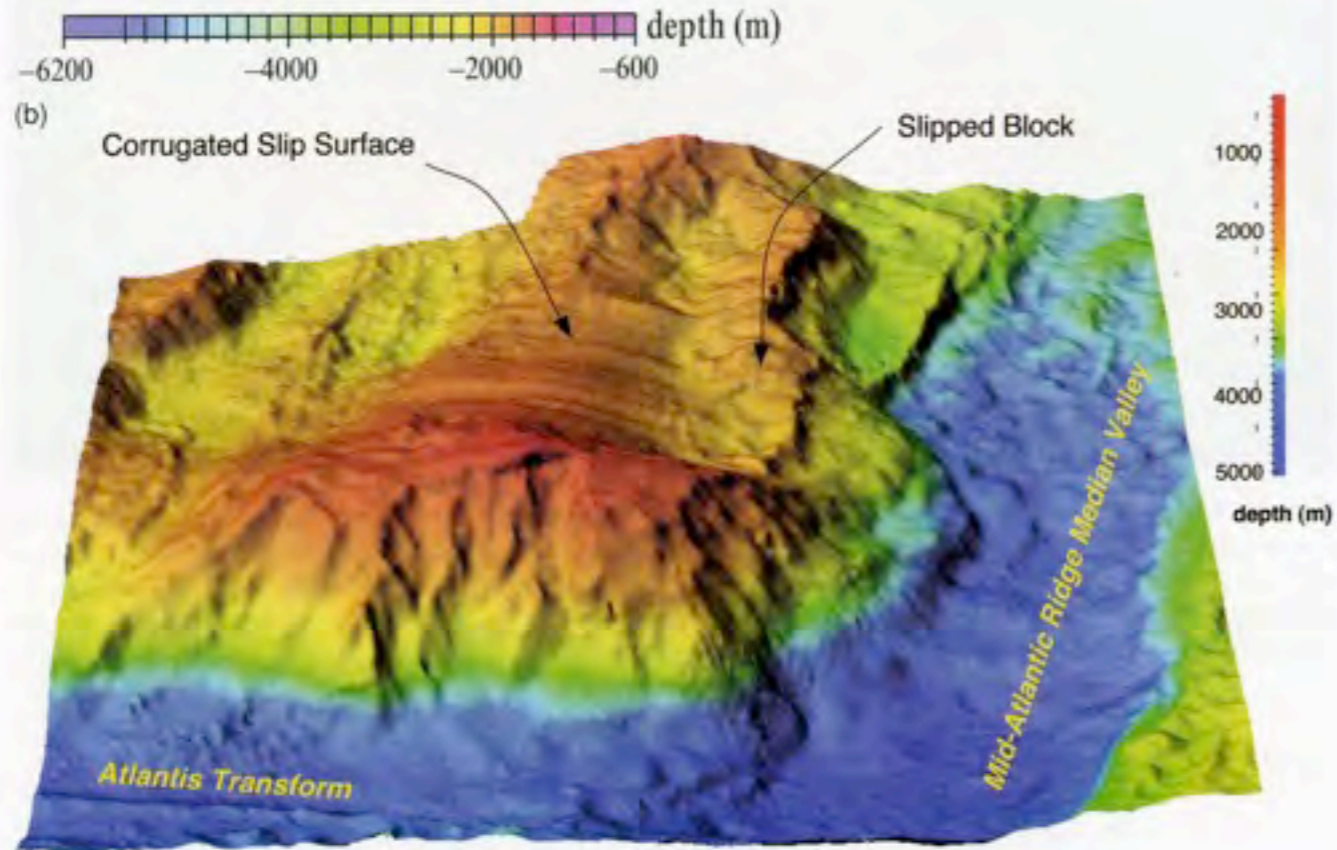 depth (m)
−6200 −4000 −2000 −600
(b)
Corrugated Slip Surface
Slipped Block
1000
2000
3000
4000
5000
depth (m)
Mid-Atlantic Ridge Median Valley
Atlantis Transform